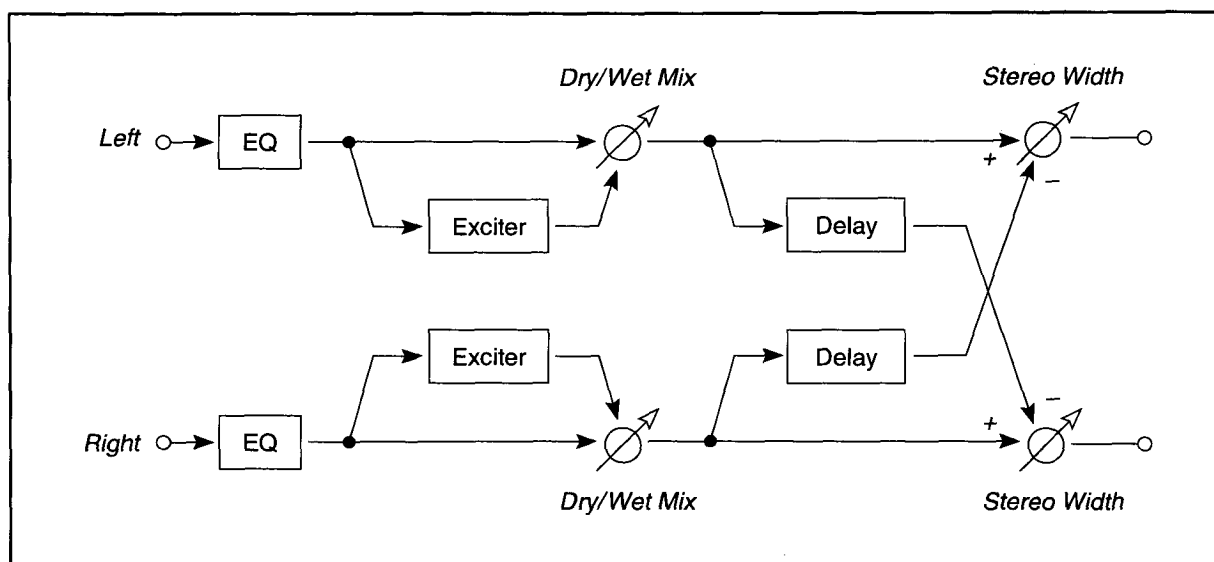 Dry/Wet Mix
Stereo Width
Left
EQ
+
−
Exciter
Delay
Exciter
Delay
−
Right
EQ
+
Dry/Wet Mix
Stereo Width